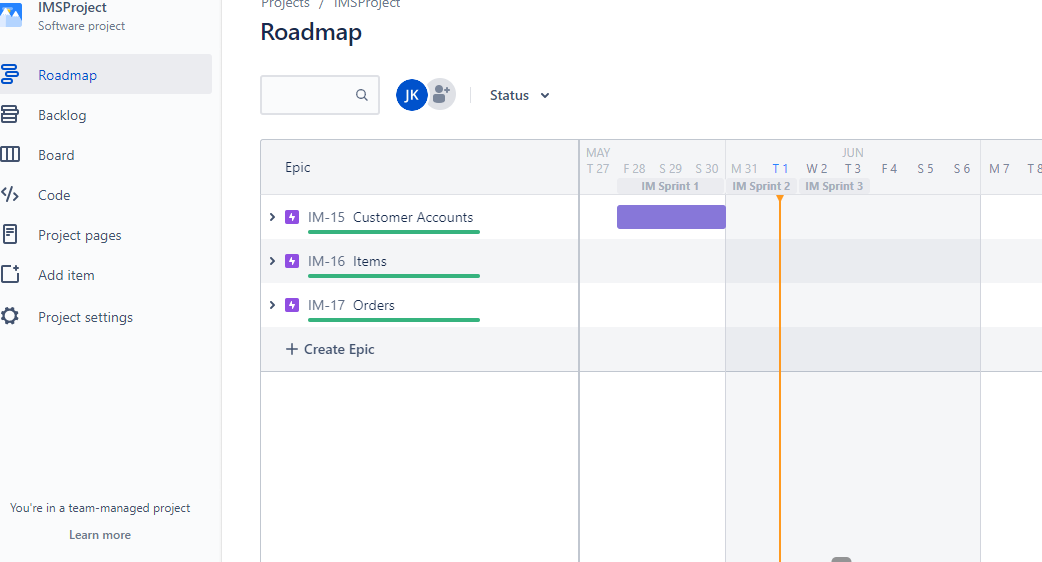 Projects / IMSProject
IMSProject
Software project
Roadmap
Roadmap
Backlog
Board
Code
Project pages
Add item
Project settings
You're in a team-managed project
Learn more
JK
Status
Epic
MAY JUN
T 27 F 28 S 29 S 30 M 31 T 1 W 2 T 3 F 4 S 5 S 6 M 7 T 8
IM Sprint 1 IM Sprint 2 IM Sprint 3
IM-15 Customer Accounts
IM-16 Items
IM-17 Orders
+ Create Epic